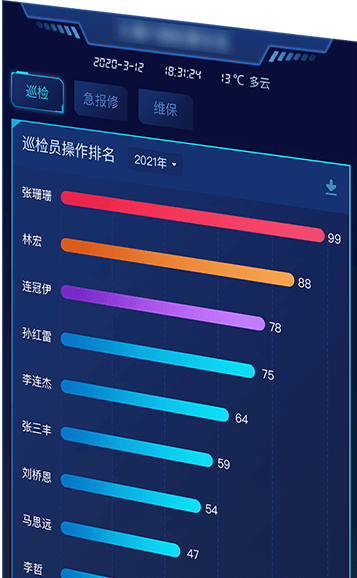 2020-3-12 18:31:24 13℃ 多云
巡检 急报修 维保
巡检员操作排名 2021年
张珊珊 99
林宏 88
连冠伊 78
孙红雷 75
李连杰 64
张三丰 59
刘桥恩 54
马思远 47
李哲